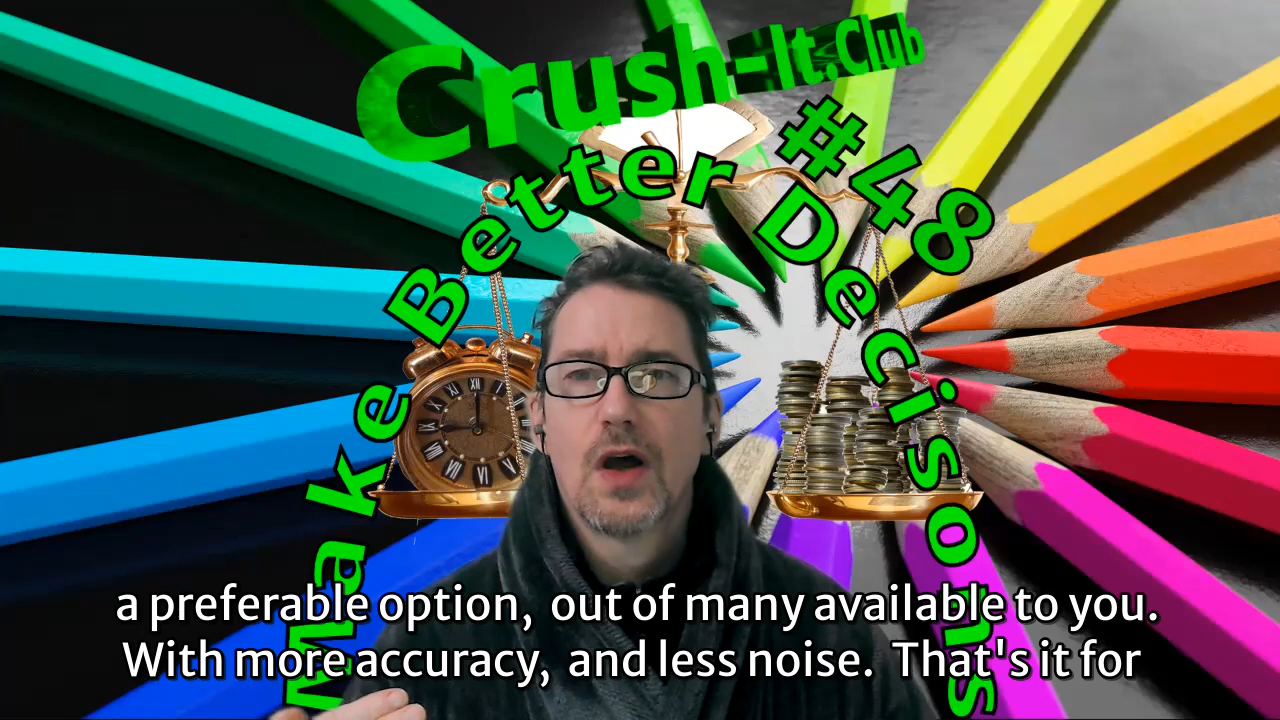 Crush-It.Club
#48
Make Better Decisons
a preferable option, out of many available to you.
With more accuracy, and less noise. That's it for